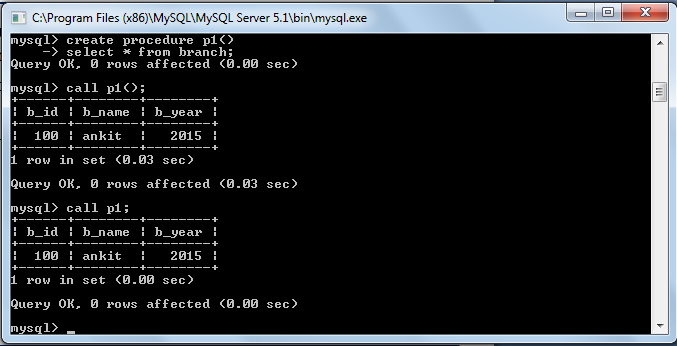 C:\Program Files (x86)\MySQL\MySQL Server 5.1\bin\mysql.exe
mysql> create procedure p1()
    -> select * from branch;
Query OK, 0 rows affected (0.00 sec)
mysql> call p1();
+------+--------+--------+
| b_id | b_name | b_year |
+------+--------+--------+
|  100 | ankit  |   2015 |
+------+--------+--------+
1 row in set (0.03 sec)
Query OK, 0 rows affected (0.03 sec)
mysql> call p1;
+------+--------+--------+
| b_id | b_name | b_year |
+------+--------+--------+
|  100 | ankit  |   2015 |
+------+--------+--------+
1 row in set (0.00 sec)
Query OK, 0 rows affected (0.00 sec)
mysql> _